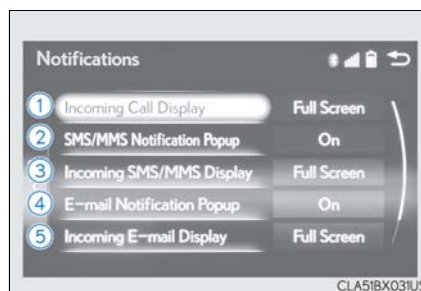 Notifications
1 Incoming Call Display Full Screen
2 SMS/MMS Notification Popup On
3 Incoming SMS/MMS Display Full Screen
4 E-mail Notification Popup On
5 Incoming E-mail Display Full Screen
CLA51BX031US